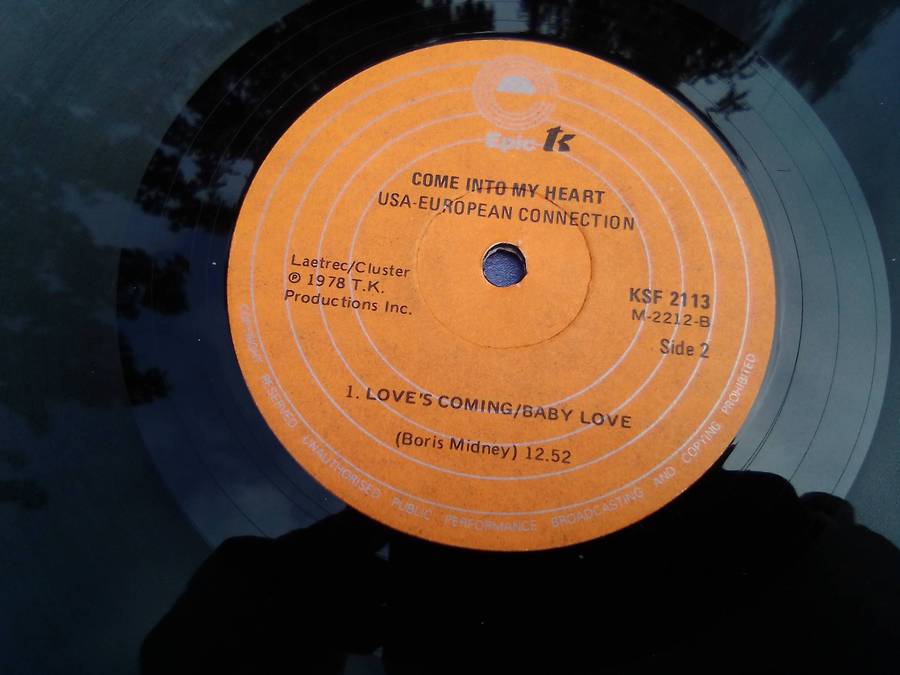 Epic TK
COME INTO MY HEART
USA-EUROPEAN CONNECTION
Laetrec/Cluster
℗ 1978 T.K.
Productions Inc.
KSF 2113
M-2212-B
Side 2
1. LOVE'S COMING/BABY LOVE
(Boris Midney) 12.52
RESERVED UNAUTHORISED PUBLIC PERFORMANCE BROADCASTING AND COPYING PROHIBITED